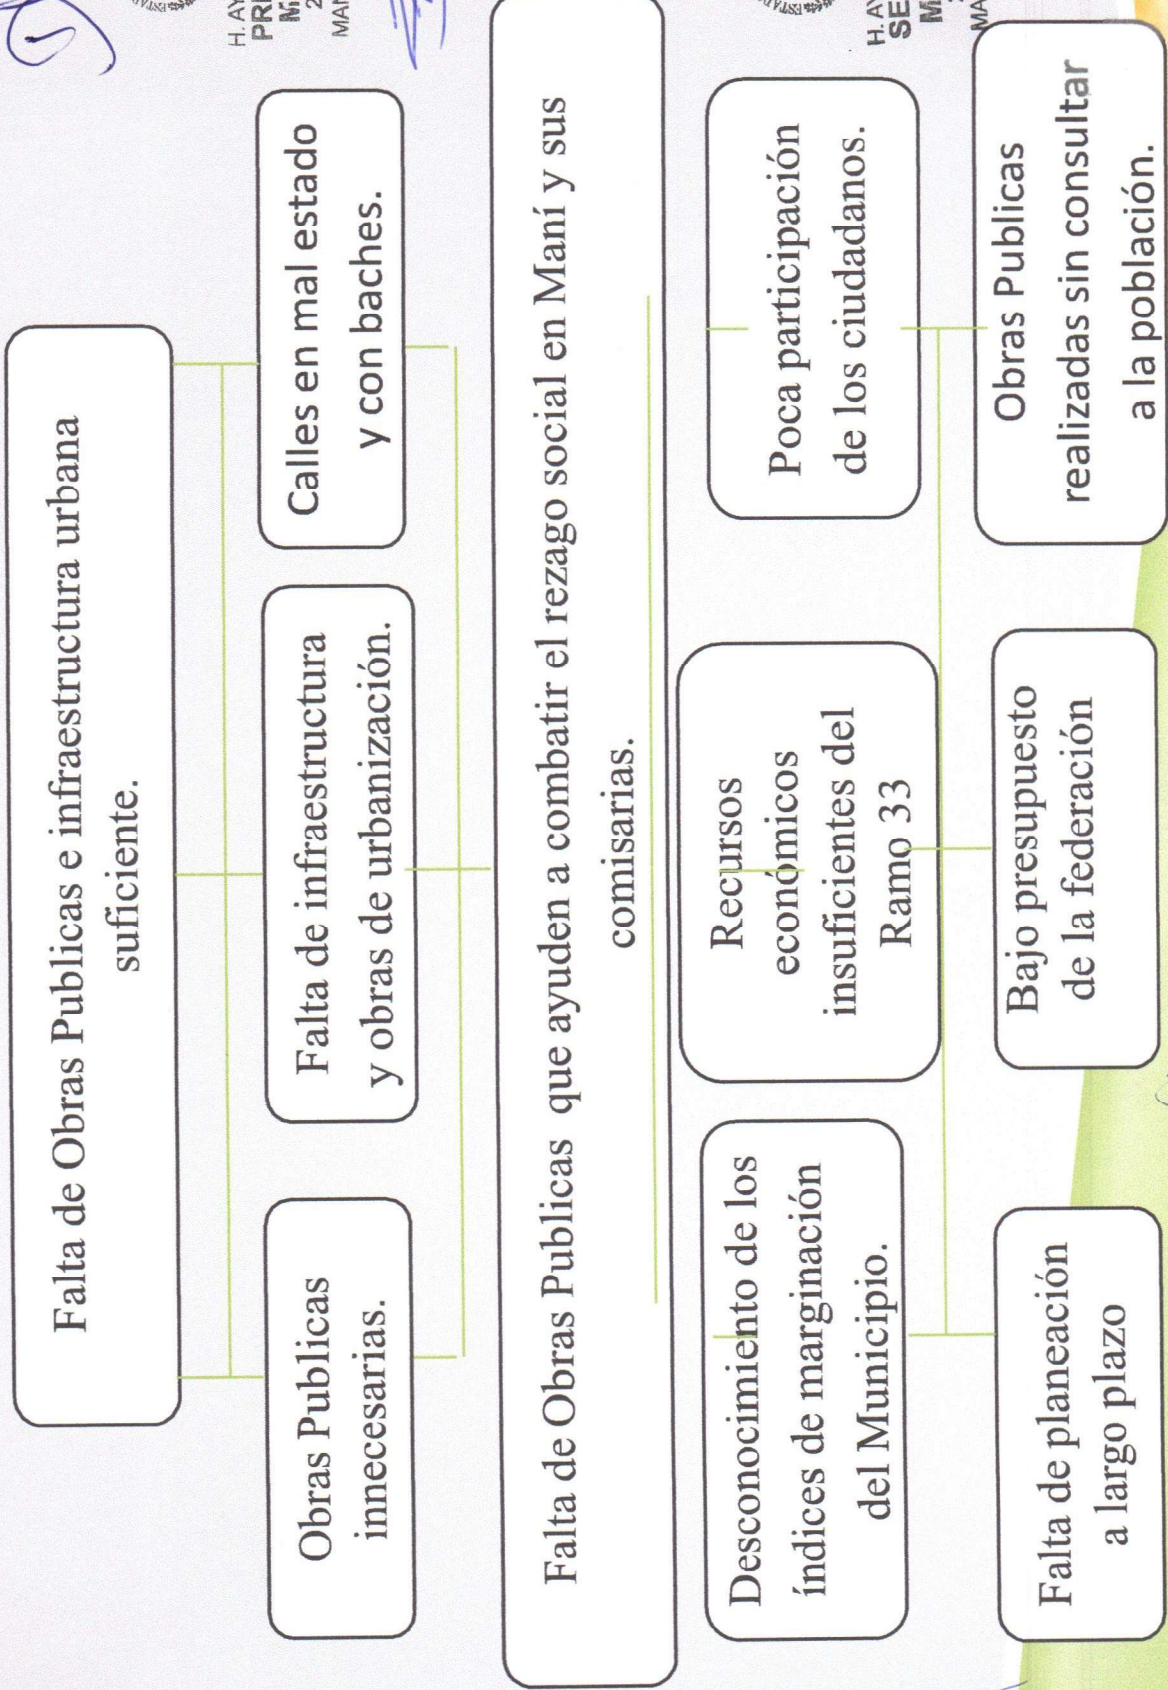 Falta de Obras Publicas e infraestructura urbana
suficiente.
Obras Publicas
innecesarias.
Falta de infraestructura
y obras de urbanización.
Calles en mal estado
y con baches.
Falta de Obras Publicas que ayuden a combatir el rezago social en Maní y sus
comisarias.
Desconocimiento de los
índices de marginación
del Municipio.
Recursos
económicos
insuficientes del
Ramo 33
Poca participación
de los ciudadanos.
Falta de planeación
a largo plazo
Bajo presupuesto
de la federación
Obras Publicas
realizadas sin consultar
a la población.